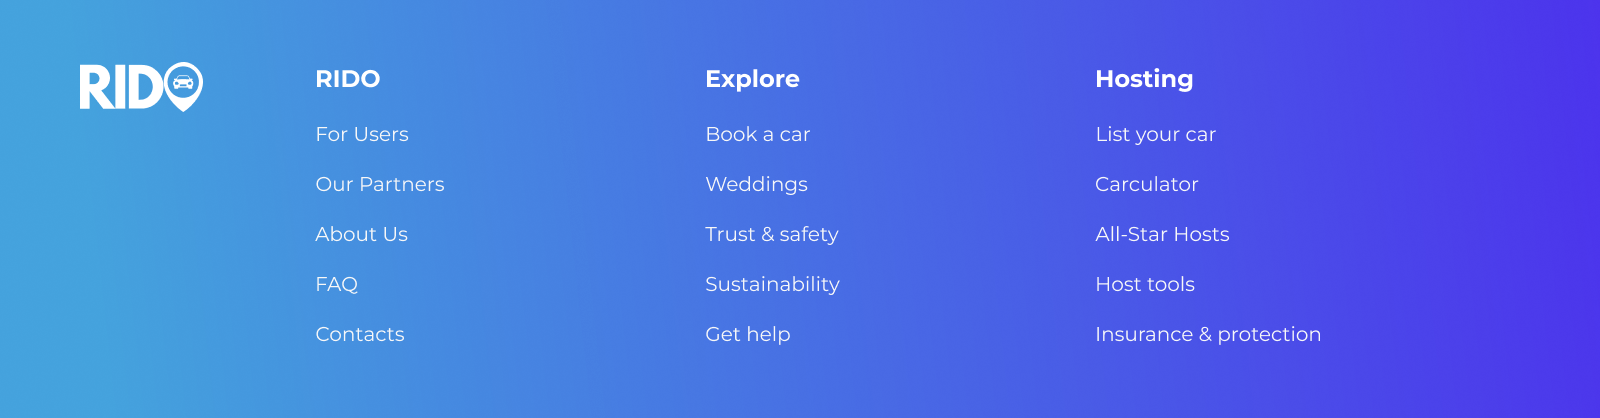 RIDO
RIDO
For Users
Our Partners
About Us
FAQ
Contacts
Explore
Book a car
Weddings
Trust & safety
Sustainability
Get help
Hosting
List your car
Carculator
All-Star Hosts
Host tools
Insurance & protection